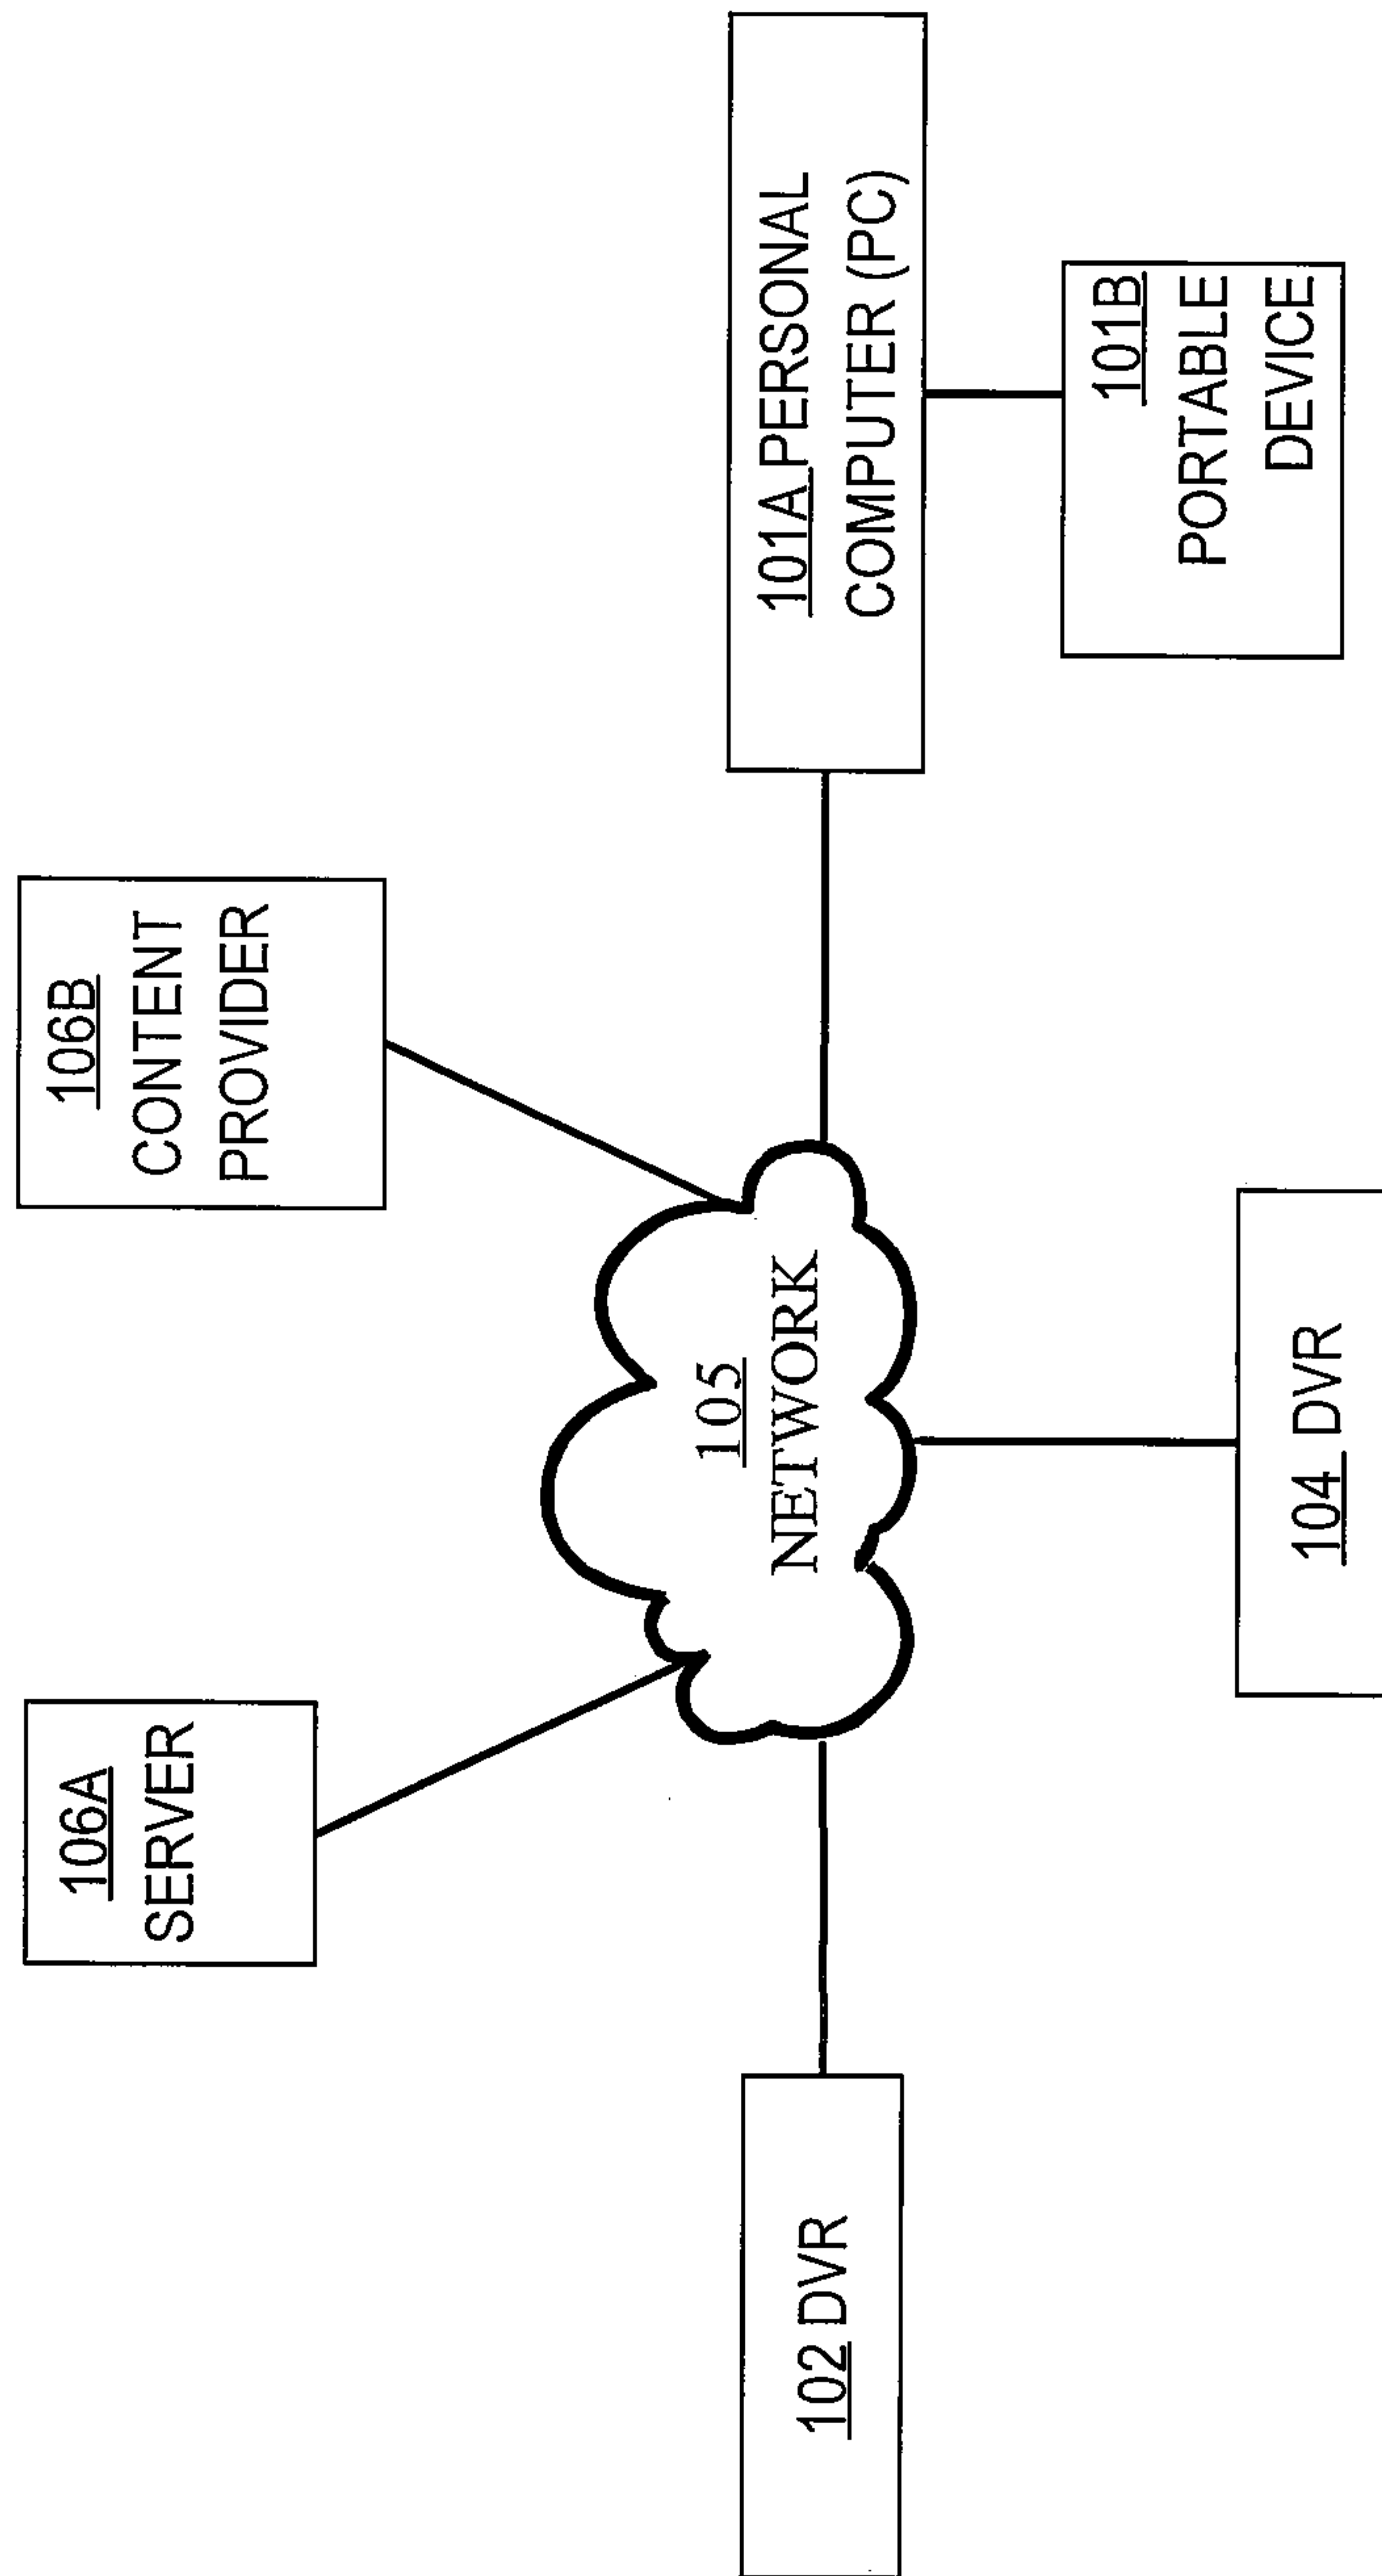 106A
SERVER
106B
CONTENT
PROVIDER
105
NETWORK
102 DVR
104 DVR
101A PERSONAL
COMPUTER (PC)
101B
PORTABLE
DEVICE